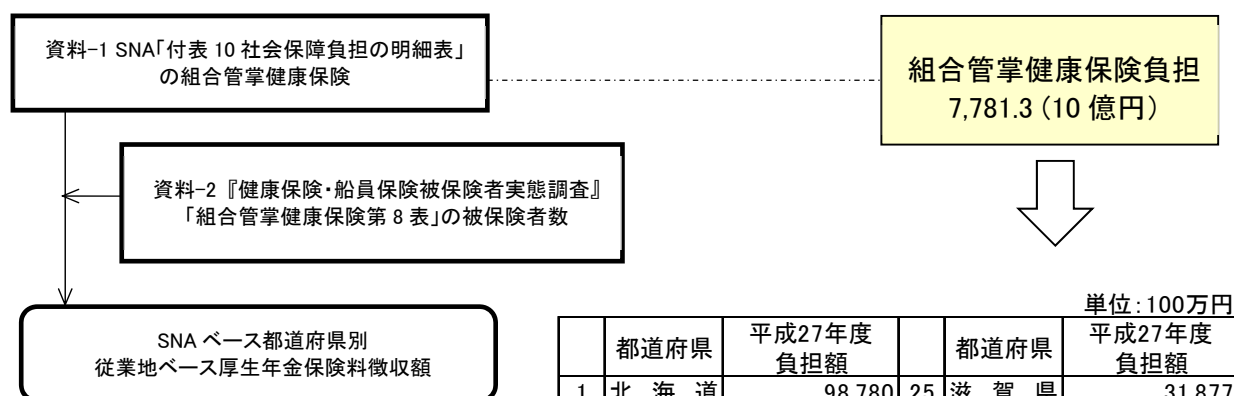 資料-1 SNA「付表 10 社会保障負担の明細表」
の組合管掌健康保険
組合管掌健康保険負担
7,781.3（10 億円）
資料-2『健康保険・船員保険被保険者実態調査』
「組合管掌健康保険第 8 表」の被保険者数
SNA ベース都道府県別
従業地ベース厚生年金保険料徴収額
単位：100万円
都道府県 平成27年度 都道府県 平成27年度
負担額 負担額
1 北 海 道 98,780 25 滋 賀 県 31,877